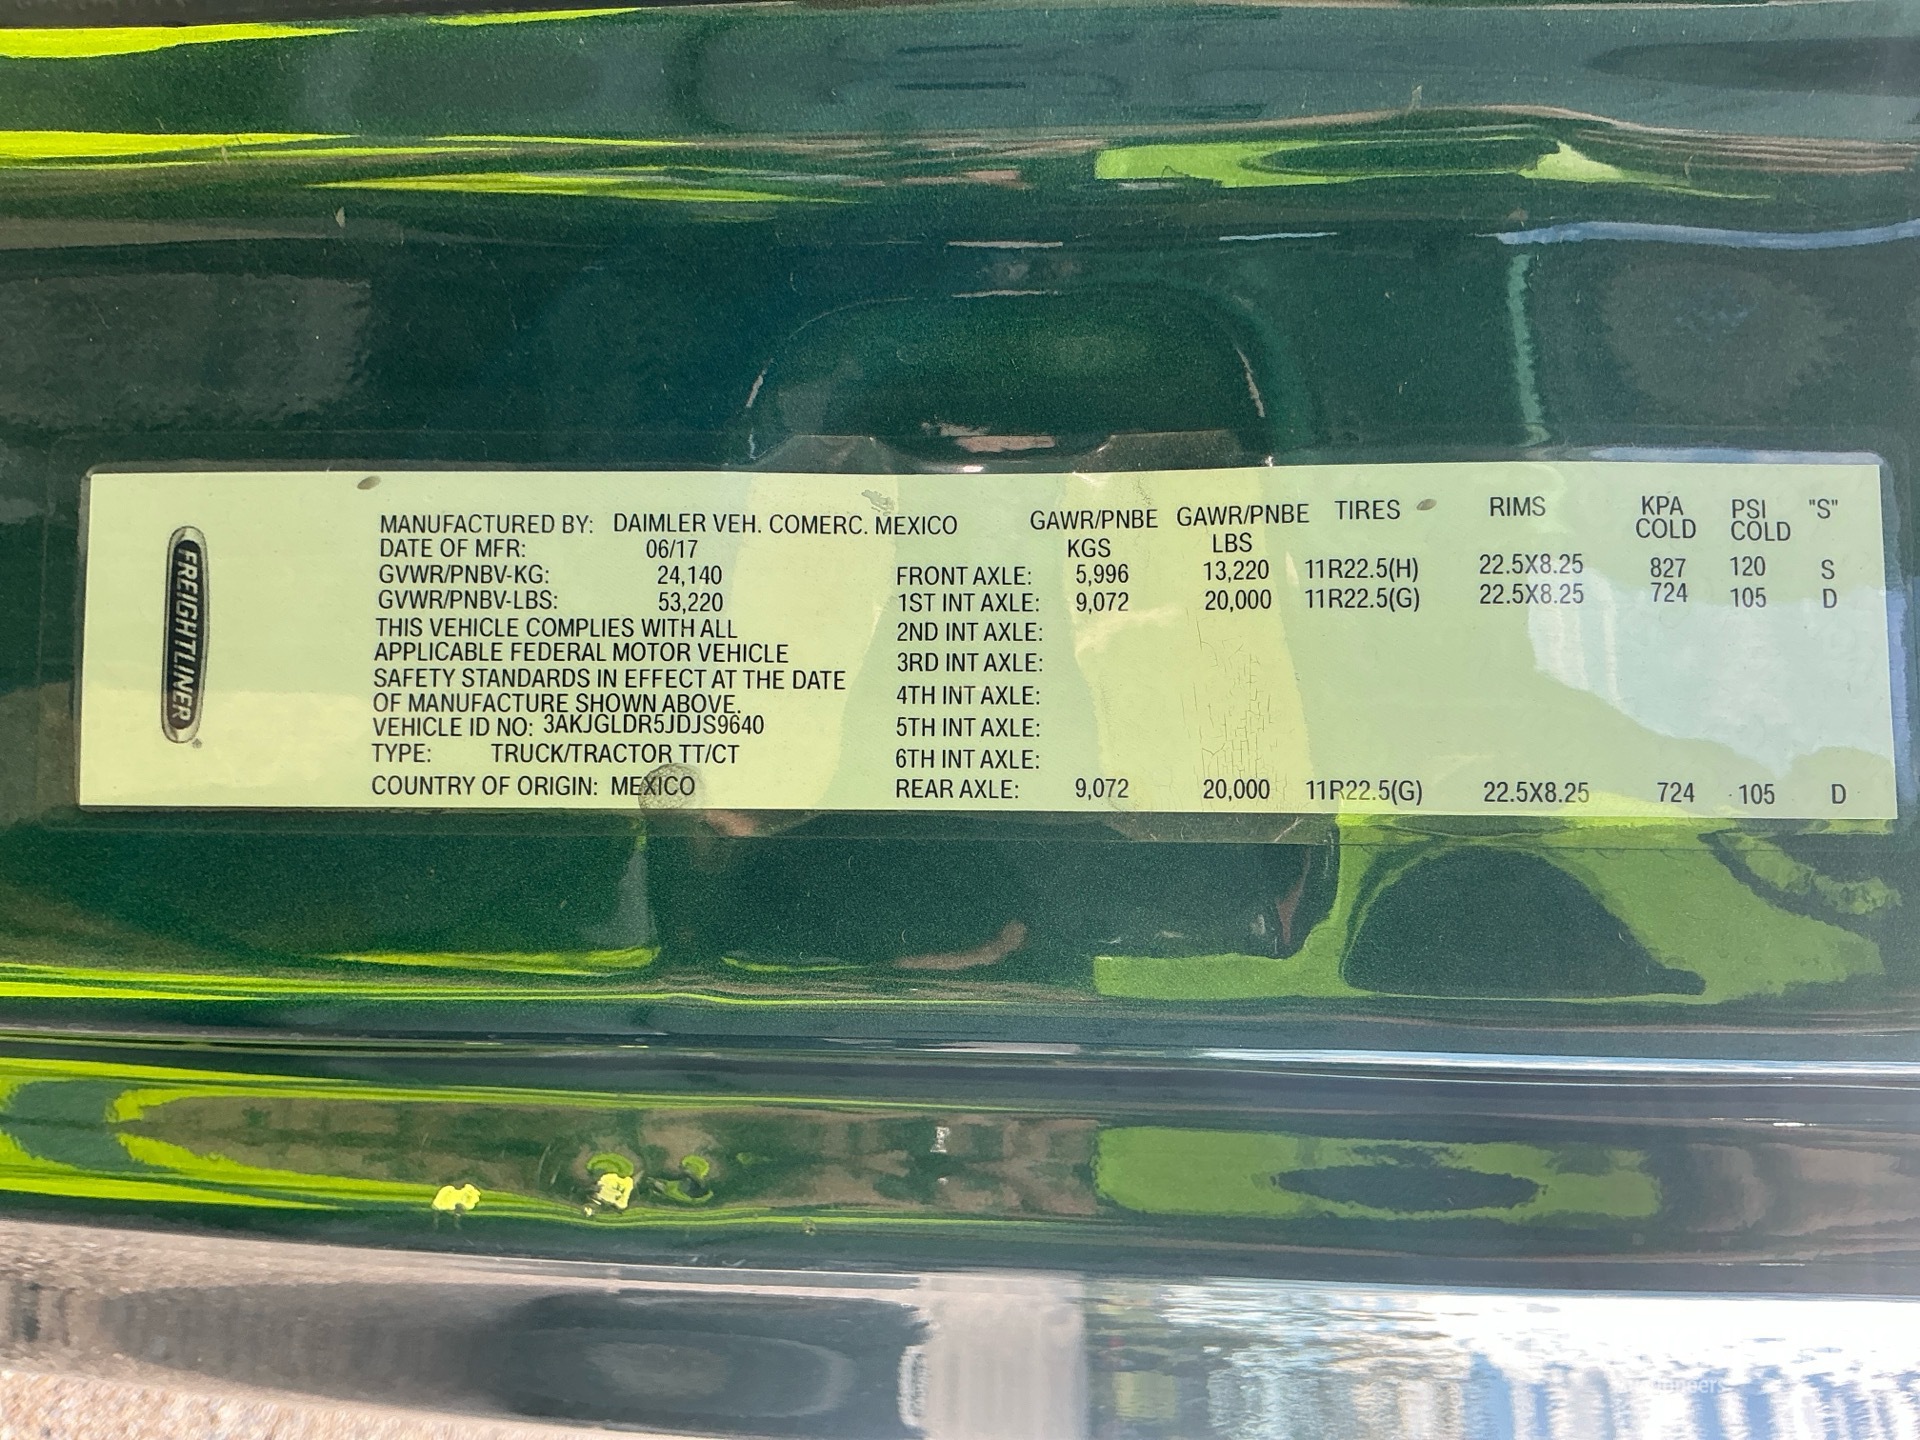 FREIGHTLINER
MANUFACTURED BY: DAIMLER VEH. COMERC. MEXICO
DATE OF MFR: 06/17
GVWR/PNBV-KG: 24,140
GVWR/PNBV-LBS: 53,220
THIS VEHICLE COMPLIES WITH ALL
APPLICABLE FEDERAL MOTOR VEHICLE
SAFETY STANDARDS IN EFFECT AT THE DATE
OF MANUFACTURE SHOWN ABOVE.
VEHICLE ID NO: 3AKJGLDR5JDJS9640
TYPE: TRUCK/TRACTOR TT/CT
COUNTRY OF ORIGIN: MEXICO
GAWR/PNBE GAWR/PNBE TIRES RIMS KPA PSI "S"
KGS LBS COLD COLD
FRONT AXLE: 5,996 13,220 11R22.5(H) 22.5X8.25 827 120 S
1ST INT AXLE: 9,072 20,000 11R22.5(G) 22.5X8.25 724 105 D
2ND INT AXLE:
3RD INT AXLE:
4TH INT AXLE:
5TH INT AXLE:
6TH INT AXLE:
REAR AXLE: 9,072 20,000 11R22.5(G) 22.5X8.25 724 105 D